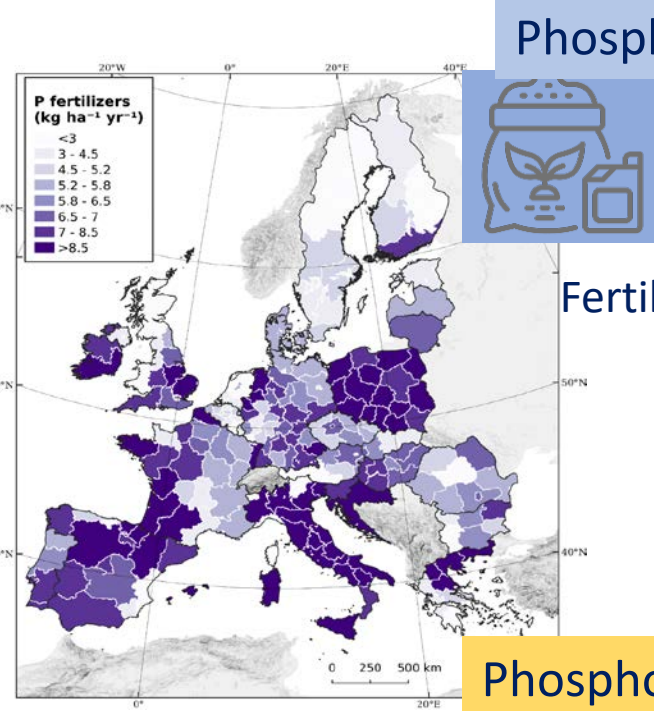 Phosph
20°W 0° 20°E 40°E
P fertilizers
(kg ha⁻¹ yr⁻¹)
<3
3 - 4.5
4.5 - 5.2
5.2 - 5.8
5.8 - 6.5
6.5 - 7
7 - 8.5
>8.5
°N
Fertil
°N 50°N
°N 40°N
0 250 500 km
Phospho
0° 20°E